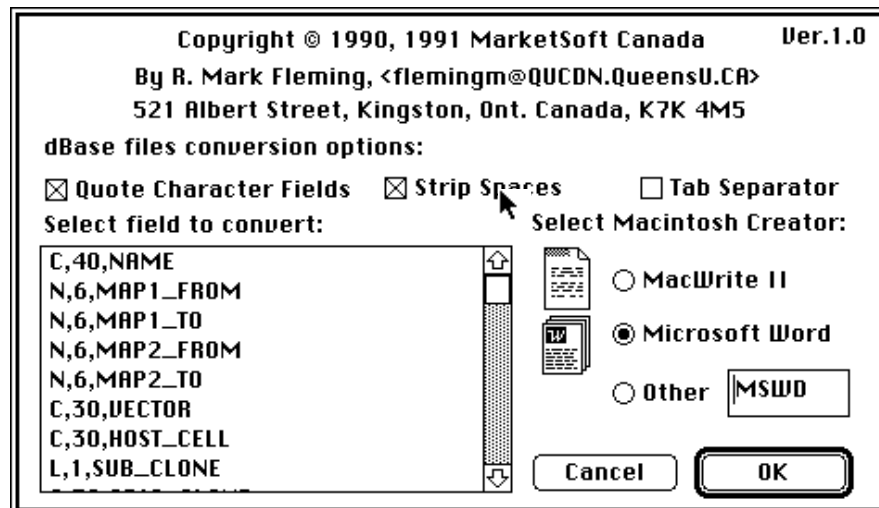 Copyright © 1990, 1991 MarketSoft Canada Ver.1.0
By R. Mark Fleming, <flemingm@QUCDN.QueensU.CA>
521 Albert Street, Kingston, Ont. Canada, K7K 4M5
dBase files conversion options:
Quote Character Fields Strip Spaces Tab Separator
Select field to convert: Select Macintosh Creator:
C,40,NAME
N,6,MAP1_FROM
N,6,MAP1_TO
N,6,MAP2_FROM
N,6,MAP2_TO
C,30,VECTOR
C,30,HOST_CELL
L,1,SUB_CLONE
MacWrite II
W
Microsoft Word
Other MSWD
Cancel OK